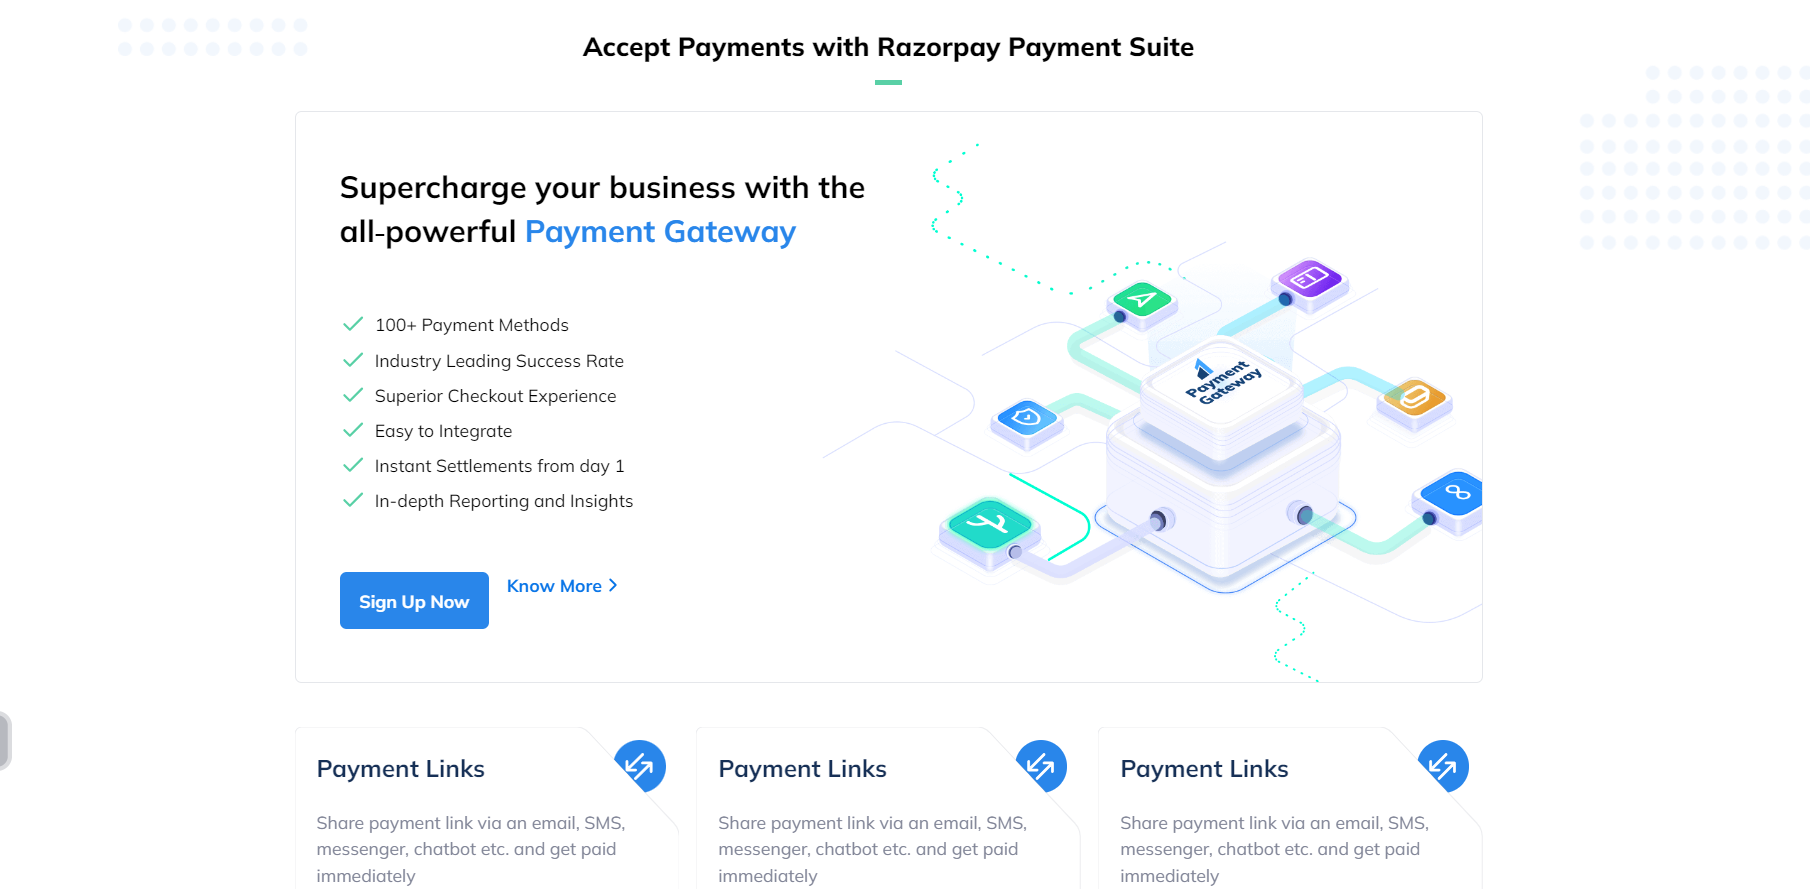 Accept Payments with Razorpay Payment Suite
Supercharge your business with the
all-powerful Payment Gateway
100+ Payment Methods
Industry Leading Success Rate
Superior Checkout Experience
Easy to Integrate
Instant Settlements from day 1
In-depth Reporting and Insights
Sign Up Now
Know More
Payment
Gateway
Payment Links
Share payment link via an email, SMS,
messenger, chatbot etc. and get paid
immediately
Payment Links
Share payment link via an email, SMS,
messenger, chatbot etc. and get paid
immediately
Payment Links
Share payment link via an email, SMS,
messenger, chatbot etc. and get paid
immediately